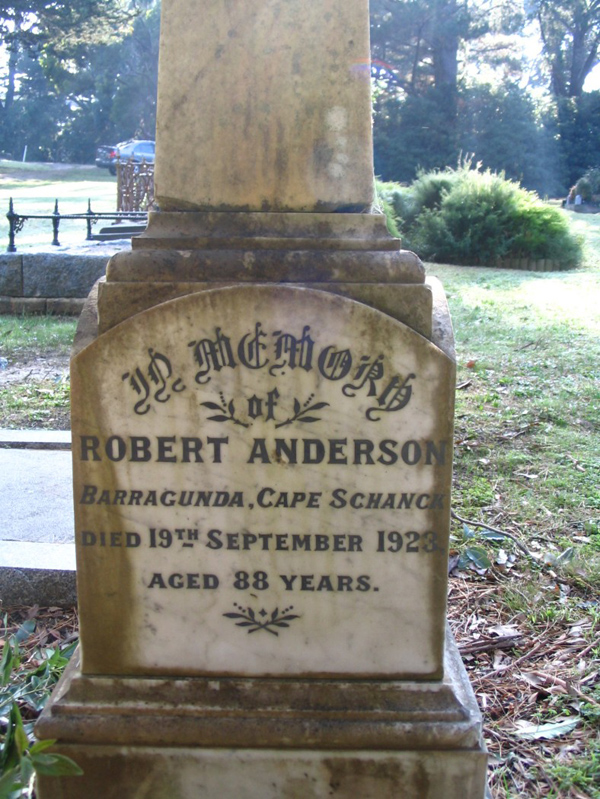 IN MEMORY
of
ROBERT ANDERSON
BARRAGUNDA, CAPE SCHANCK
DIED 19TH SEPTEMBER 1923.
AGED 88 YEARS.